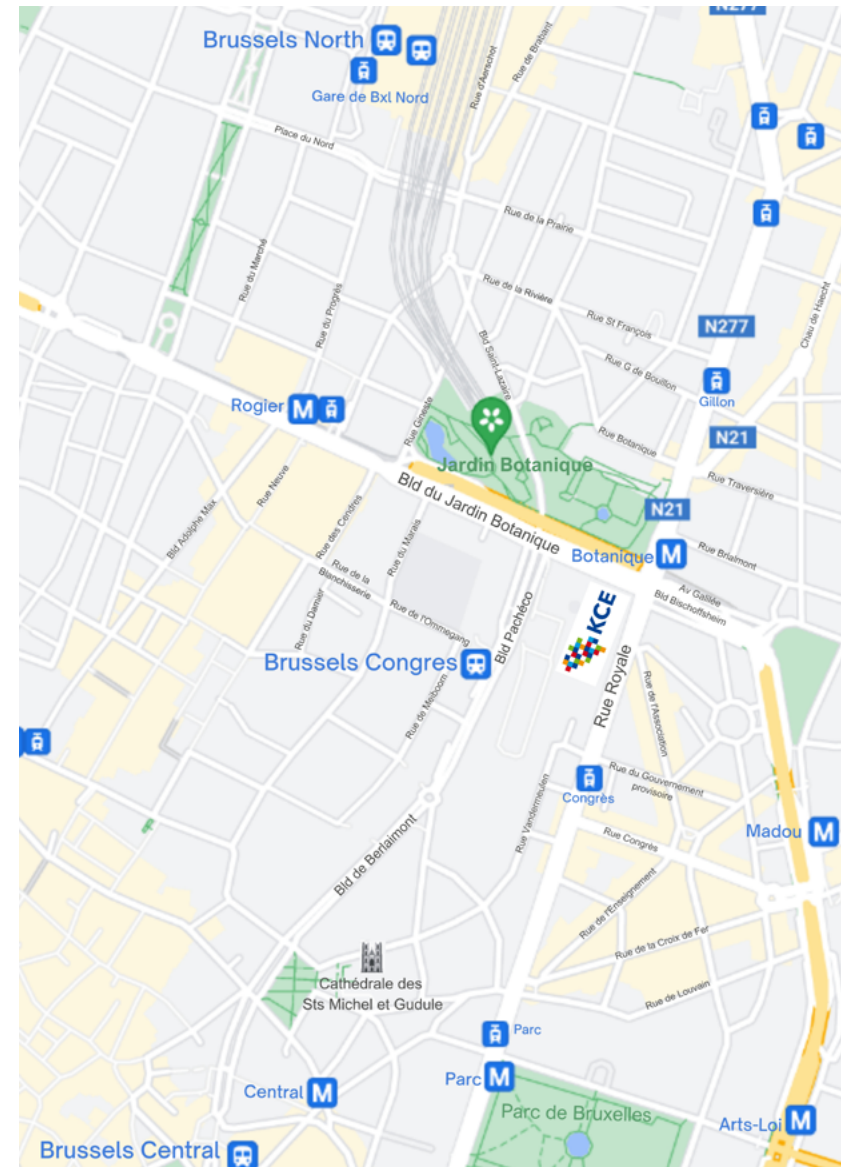 N277
Brussels North
Rue de Brabant
Rue d'Aerschot
Gare de Bxl Nord
Place du Nord
Rue de la Prairie
Rue du Marché
Rue de la Rivière
Chau de Haecht
Rue du Progrès
Rue St François
N277
Bld Saint-Lazaire
Rue G de Bouillon
Gillon
Rogier M
Rue Gineste
Rue Botanique
N21
Jardin Botanique
Rue Traversière
Rue Neuve
Bld du Jardin Botanique
N21
Bld Adolphe Max
Rue des Cendres
Rue du Marais
Botanique M
Rue Brialmont
Rue de la
Blanchisserie
Av Galilée
Bld Bischoffsheim
Rue du Damier
Rue de l'Ommegang
Bld Pachéco
KCE
Brussels Congres
Rue Royale
Rue de l'Association
Rue de Meiboom
Rue du Gouvernement
provisoire
Congrès
Rue Vandermeulen
Madou M
Rue Congrès
Bld de Berlaimont
Rue de l'Enseignement
Rue de la Croix de Fer
Cathédrale des
Sts Michel et Gudule
Rue de Louvain
Parc
Parc M
Central M
Parc de Bruxelles
Arts-Loi M
Brussels Central